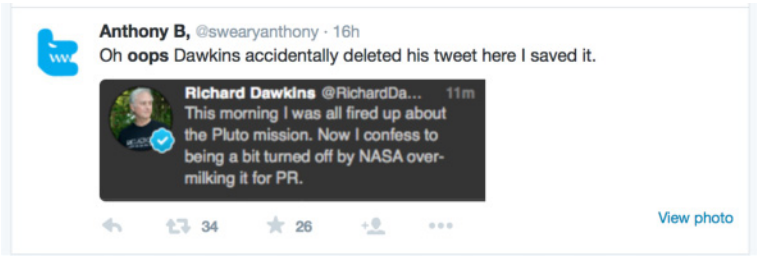 Anthony B, @swearyanthony · 16h
Oh oops Dawkins accidentally deleted his tweet here I saved it.
Richard Dawkins @RichardDa... 11m
This morning I was all fired up about
the Pluto mission. Now I confess to
being a bit turned off by NASA over-
milking it for PR.
34 26
View photo